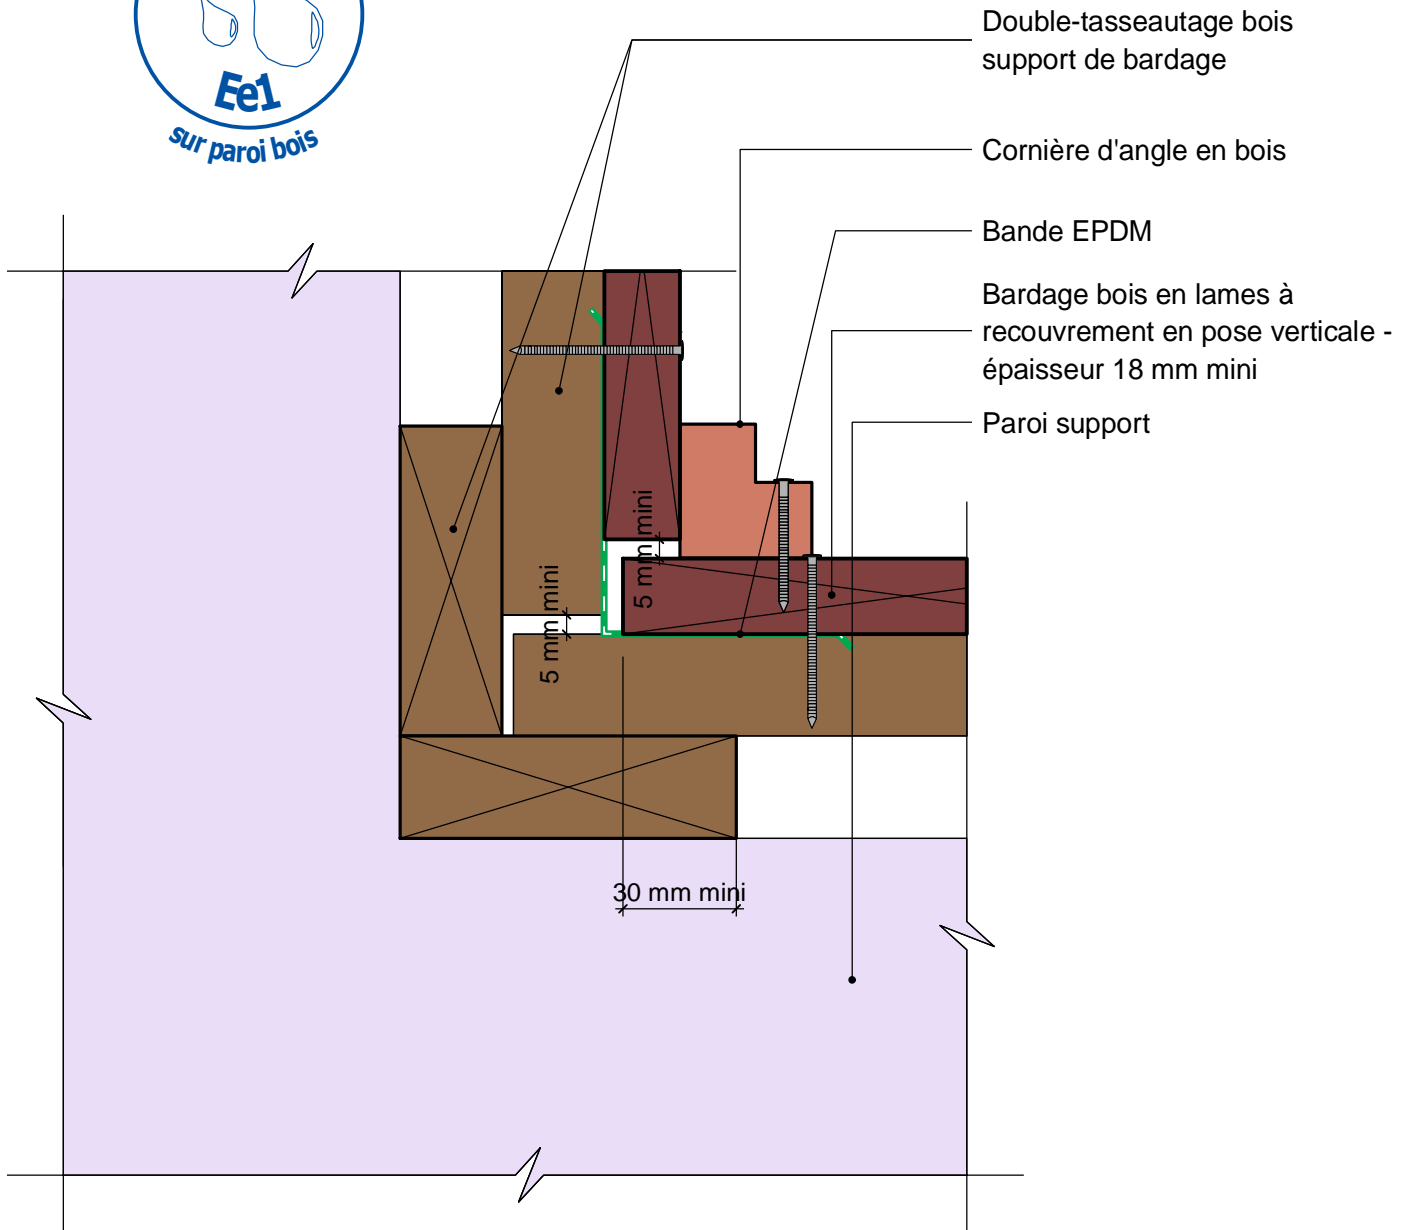 Ee1
sur paroi bois
Double-tasseautage bois
support de bardage
Cornière d'angle en bois
Bande EPDM
Bardage bois en lames à
recouvrement en pose verticale -
épaisseur 18 mm mini
Paroi support
5 mm mini
5 mm mini
30 mm mini